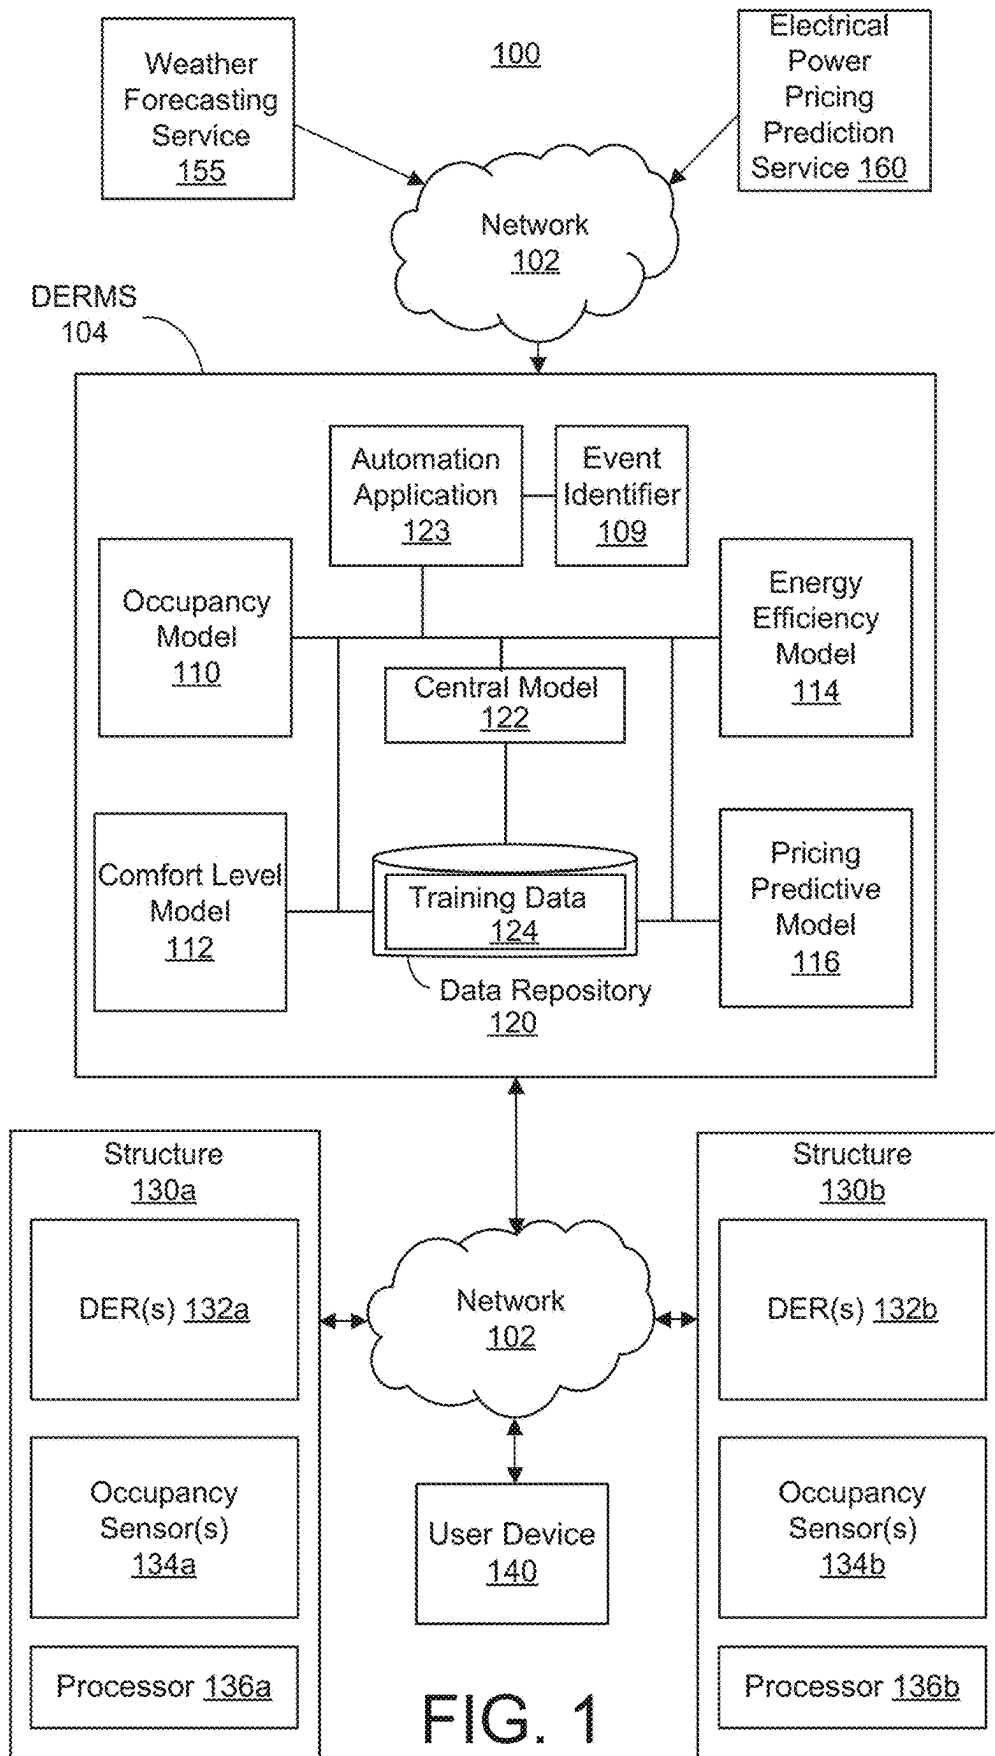 Weather
Forecasting
Service
155
100
Electrical
Power
Pricing
Prediction
Service 160
Network
102
DERMS
104
Automation
Application
123
Event
Identifier
109
Occupancy
Model
110
Energy
Efficiency
Model
114
Central Model
122
Comfort Level
Model
112
Training Data
124
Pricing
Predictive
Model
116
Data Repository
120
Structure
130a
DER(s) 132a
Occupancy
Sensor(s)
134a
Processor 136a
Network
102
User Device
140
Structure
130b
DER(s) 132b
Occupancy
Sensor(s)
134b
Processor 136b
FIG. 1